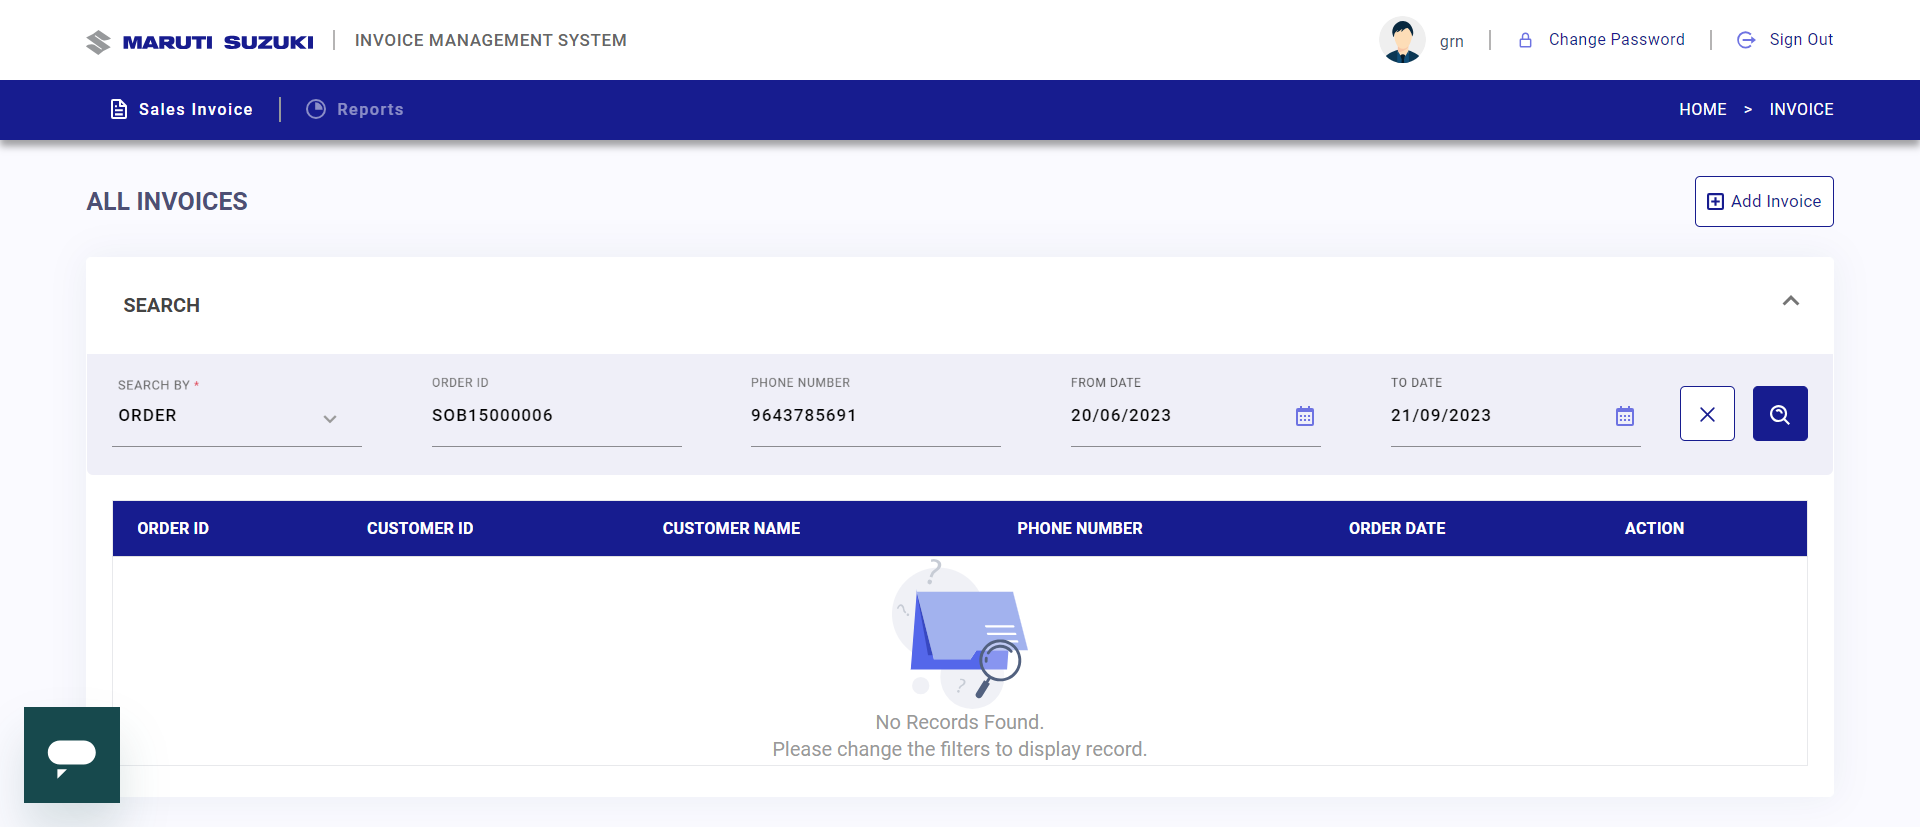 MARUTI SUZUKI
INVOICE MANAGEMENT SYSTEM
grn
Change Password
Sign Out
Sales Invoice
Reports
HOME > INVOICE
ALL INVOICES
Add Invoice
SEARCH
SEARCH BY *
ORDER
ORDER ID
SOB15000006
PHONE NUMBER
9643785691
FROM DATE
20/06/2023
TO DATE
21/09/2023
ORDER ID CUSTOMER ID CUSTOMER NAME PHONE NUMBER ORDER DATE ACTION
?
?
?
No Records Found.
Please change the filters to display record.